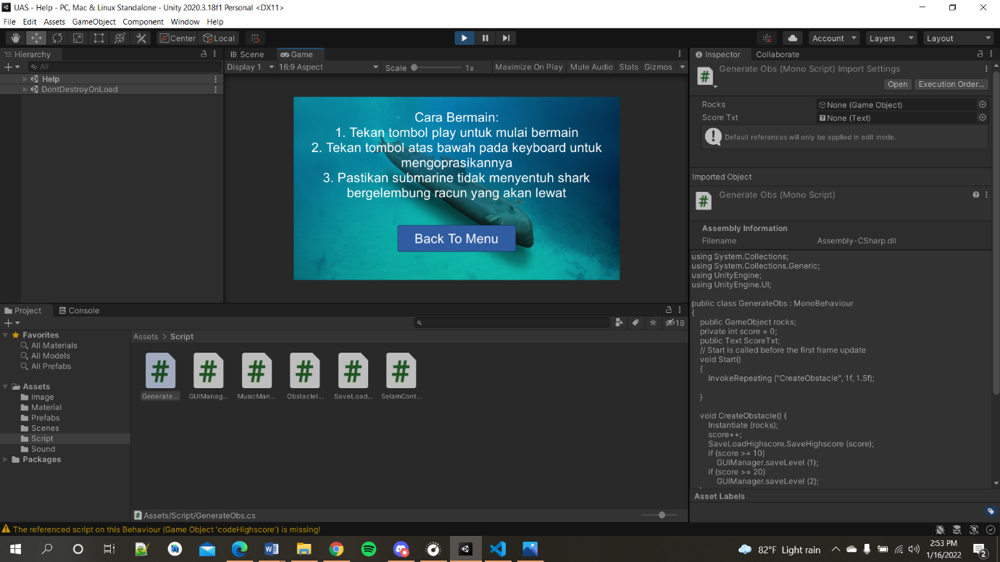 UAS - Help - PC, Mac & Linux Standalone - Unity 2020.3.18f1 Personal <DX11>
File Edit Assets GameObject Component Window Help
Center Local Account Layers Layout
Hierarchy
All
Help
DontDestroyOnLoad
Scene Game
Display 1 16:9 Aspect Scale 1x Maximize On Play Mute Audio Stats Gizmos
Cara Bermain:
1. Tekan tombol play untuk mulai bermain
2. Tekan tombol atas bawah pada keyboard untuk
mengoprasikannya
3. Pastikan submarine tidak menyentuh shark
bergelembung racun yang akan lewat
Back To Menu
Inspector Collaborate
Generate Obs (Mono Script) Import Settings
Open Execution Order...
Rocks None (Game Object)
Score Txt None (Text)
Default references will only be applied in edit mode.
Imported Object
Generate Obs (Mono Script)
Assembly Information
Filename Assembly-CSharp.dll
using System.Collections;
using System.Collections.Generic;
using UnityEngine;
using UnityEngine.UI;
public class GenerateObs : MonoBehaviour
{
public GameObject rocks;
private int score = 0;
public Text ScoreTxt;
// Start is called before the first frame update
void Start()
{
InvokeRepeating ("CreateObstacle", 1f, 1.5f);
}
void CreateObstacle() {
Instantiate (rocks);
score++;
SaveLoadHighscore.SaveHighscore (score);
if (score >= 10)
GUIManager.saveLevel (1);
if (score >= 20)
GUIManager.saveLevel (2);
Asset Labels
Project Console
18
Favorites
All Materials
All Models
All Prefabs
Assets
Image
Material
Prefabs
Scenes
Script
Sound
Packages
Assets > Script
Generate... GUIManag... MusicMan... ObstacleI... SaveLoad... SelamCont...
Assets/Script/GenerateObs.cs
The referenced script on this Behaviour (Game Object 'codeHighscore') is missing!
82°F Light rain
2:53 PM
1/16/2022
2